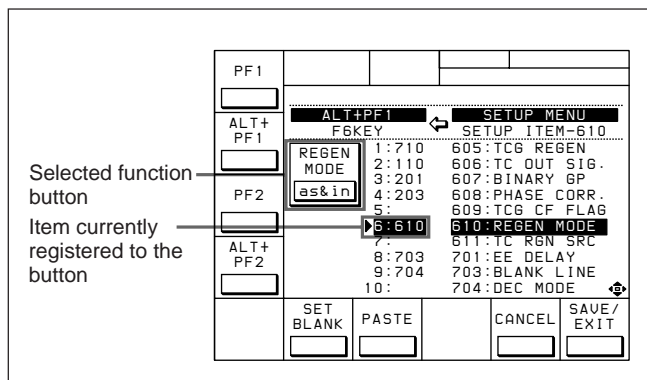 Selected function
button
Item currently
registered to the
button
PF1
ALT+
PF1
PF2
ALT+
PF2
ALT+PF1
F6KEY
SETUP MENU
SETUP ITEM-610
REGEN
MODE
as&in
1:710
2:110
3:201
4:203
5:
6:610
7:
8:703
9:704
10:
605:TCG REGEN
606:TC OUT SIG.
607:BINARY GP
608:PHASE CORR.
609:TCG CF FLAG
610:REGEN MODE
611:TC RGN SRC
701:EE DELAY
703:BLANK LINE
704:DEC MODE
SET
BLANK
PASTE
CANCEL
SAVE/
EXIT